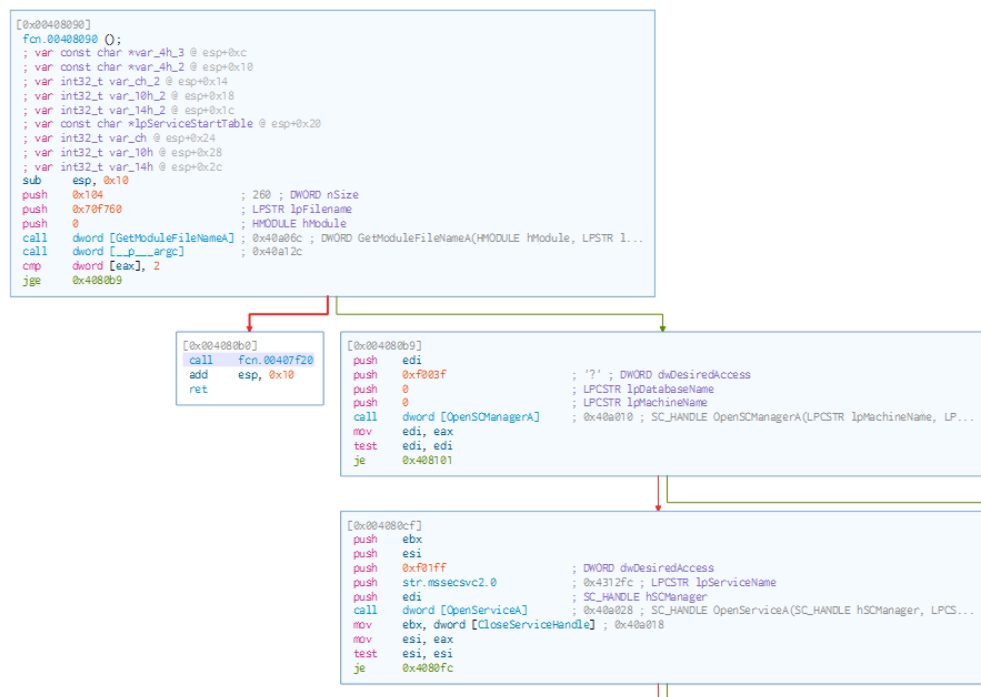 [0x00408090]
fcn.00408090 ();
; var const char *var_4h_3 @ esp+0xc
; var const char *var_4h_2 @ esp+0x10
; var int32_t var_ch_2 @ esp+0x14
; var int32_t var_10h_2 @ esp+0x18
; var int32_t var_14h_2 @ esp+0x1c
; var const char *lpServiceStartTable @ esp+0x20
; var int32_t var_ch @ esp+0x24
; var int32_t var_10h @ esp+0x28
; var int32_t var_14h @ esp+0x2c
sub esp, 0x10
push 0x104 ; 260 ; DWORD nSize
push 0x70f760 ; LPSTR lpFilename
push 0 ; HMODULE hModule
call dword [GetModuleFileNameA] ; 0x40a06c ; DWORD GetModuleFileNameA(HMODULE hModule, LPSTR l...
call dword [__p___argc] ; 0x40a12c
cmp dword [eax], 2
jge 0x4080b9
[0x004080b0]
call fcn.00407f20
add esp, 0x10
ret
[0x004080b9]
push edi
push 0xf003f ; '?' ; DWORD dwDesiredAccess
push 0 ; LPCSTR lpDatabaseName
push 0 ; LPCSTR lpMachineName
call dword [OpenSCManagerA] ; 0x40a010 ; SC_HANDLE OpenSCManagerA(LPCSTR lpMachineName, LP...
mov edi, eax
test edi, edi
je 0x408101
[0x004080cf]
push ebx
push esi
push 0xf01ff ; DWORD dwDesiredAccess
push str.mssecsvc2.0 ; 0x4312fc ; LPCSTR lpServiceName
push edi ; SC_HANDLE hSCManager
call dword [OpenServiceA] ; 0x40a028 ; SC_HANDLE OpenServiceA(SC_HANDLE hSCManager, LPCS...
mov ebx, dword [CloseServiceHandle] ; 0x40a018
mov esi, eax
test esi, esi
je 0x4080fc